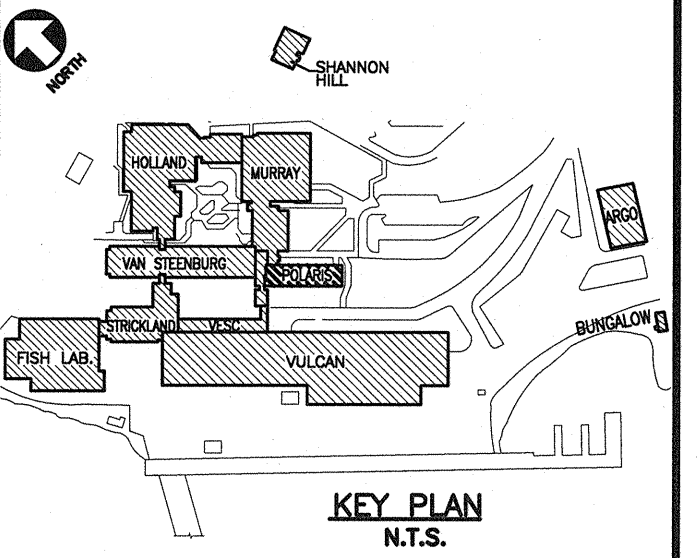 NORTH
SHANNON
HILL
HOLLAND
MURRAY
ARGO
VAN STEENBURG
POLARIS
STRICKLAND
VESC
BUNGALOW
FISH LAB.
VULCAN
KEY PLAN
N.T.S.